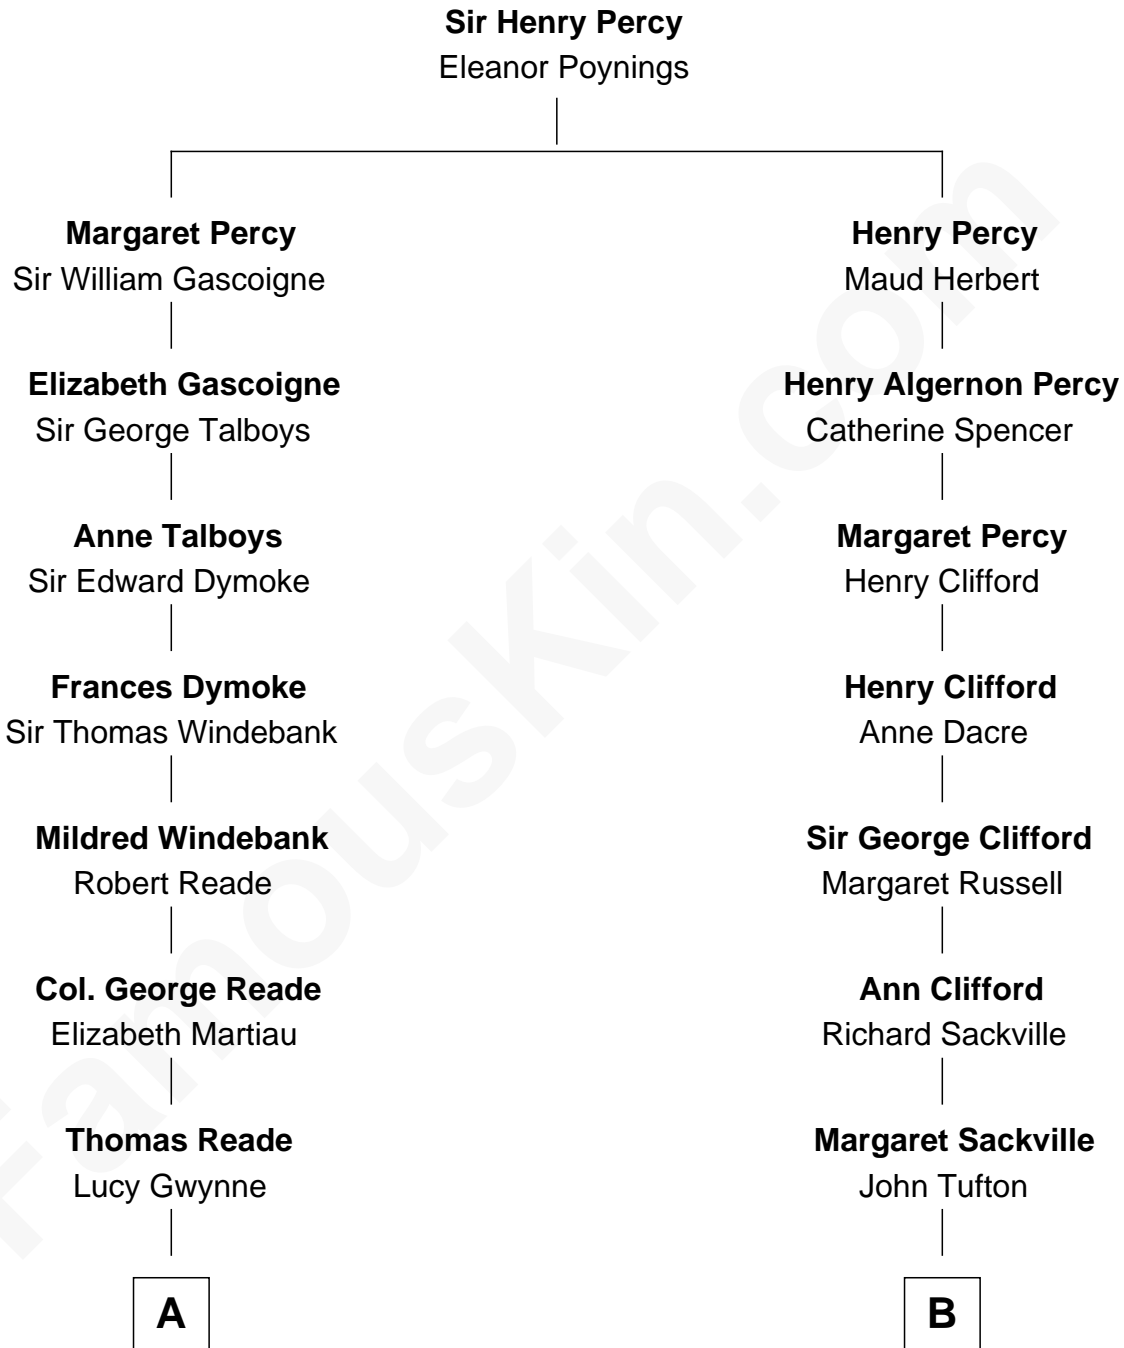 Sir Henry Percy
Eleanor Poynings
Margaret Percy
Sir William Gascoigne
Henry Percy
Maud Herbert
Elizabeth Gascoigne
Sir George Talboys
Henry Algernon Percy
Catherine Spencer
Anne Talboys
Sir Edward Dymoke
Margaret Percy
Henry Clifford
Frances Dymoke
Sir Thomas Windebank
Henry Clifford
Anne Dacre
Mildred Windebank
Robert Reade
Sir George Clifford
Margaret Russell
Col. George Reade
Elizabeth Martiau
Ann Clifford
Richard Sackville
Thomas Reade
Lucy Gwynne
Margaret Sackville
John Tufton
A
B
FamousKin.com